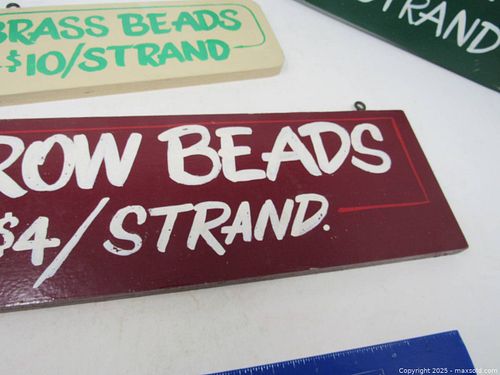 BRASS BEADS
$10/STRAND
STRAND
ROW BEADS
$4/STRAND.
Copyright 2025 - maxsold.com